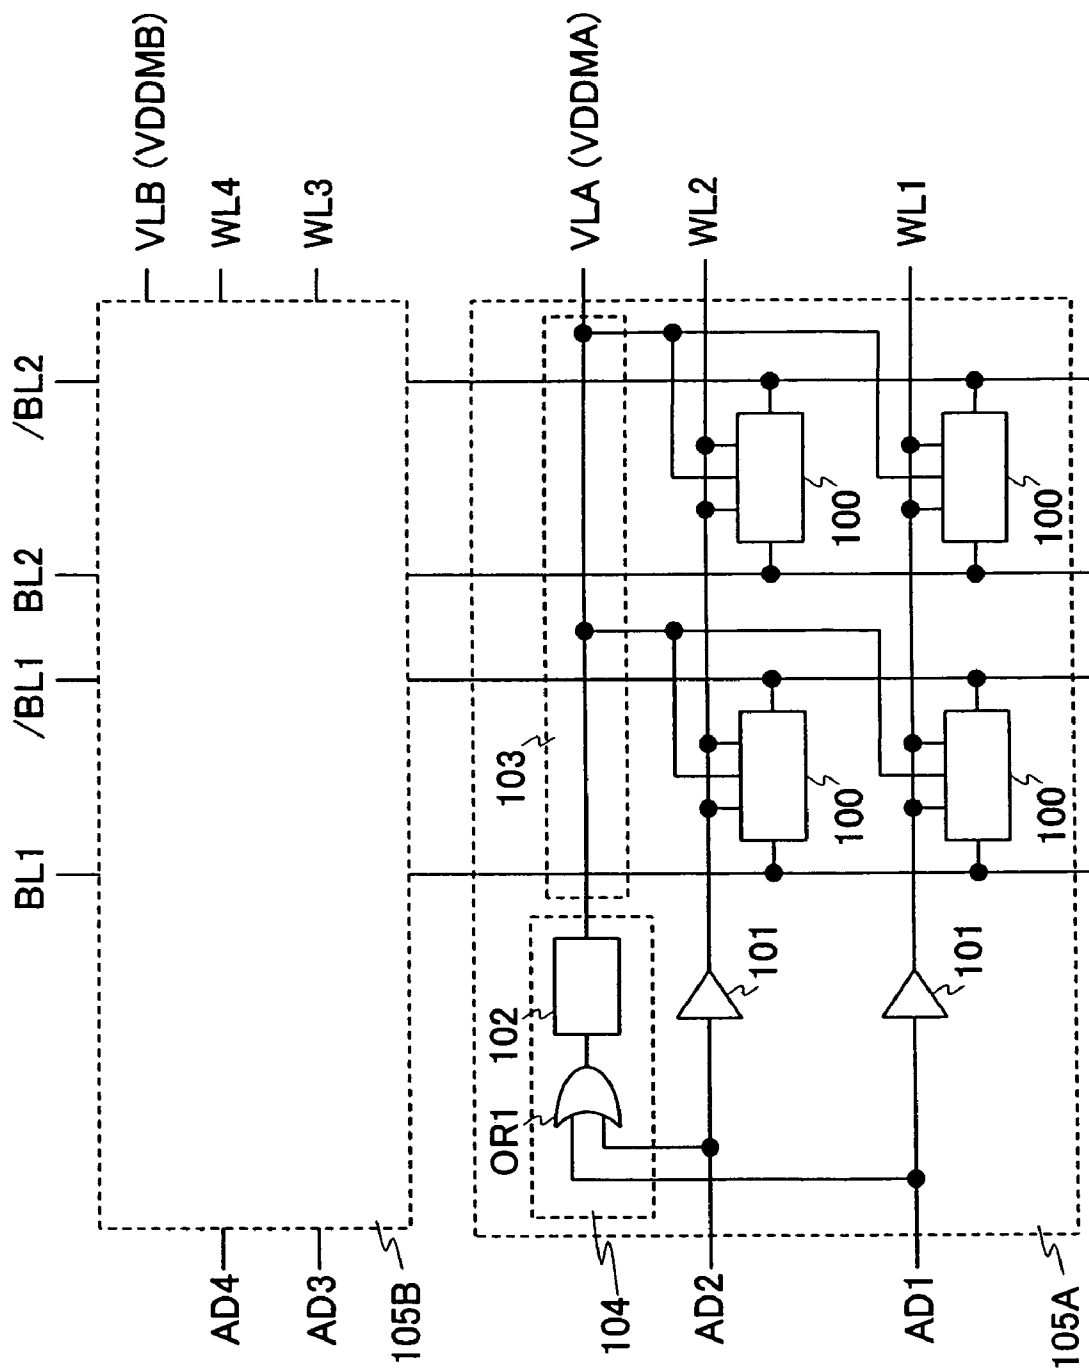 BL1
/BL1
BL2
/BL2
VLB (VDDMB)
WL4
WL3
AD4
AD3
105B
VLA (VDDMA)
WL2
WL1
103
102
OR1
104
101
101
100
100
100
100
AD2
AD1
105A